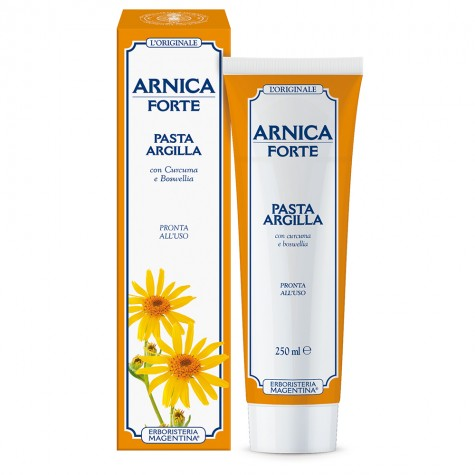 L'ORIGINALE
ARNICA
FORTE
PASTA
ARGILLA
con Curcuma
e Boswellia
PRONTA
ALL'USO
ERBORISTERIA
MAGENTINA®
L'ORIGINALE
ARNICA
FORTE
PASTA
ARGILLA
con curcuma
e boswellia
PRONTA
ALL'USO
250 ml ℮
ERBORISTERIA
MAGENTINA®